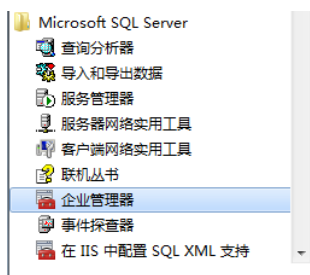 Microsoft SQL Server
查询分析器
导入和导出数据
服务管理器
服务器网络实用工具
客户端网络实用工具
联机丛书
企业管理器
事件探查器
在 IIS 中配置 SQL XML 支持